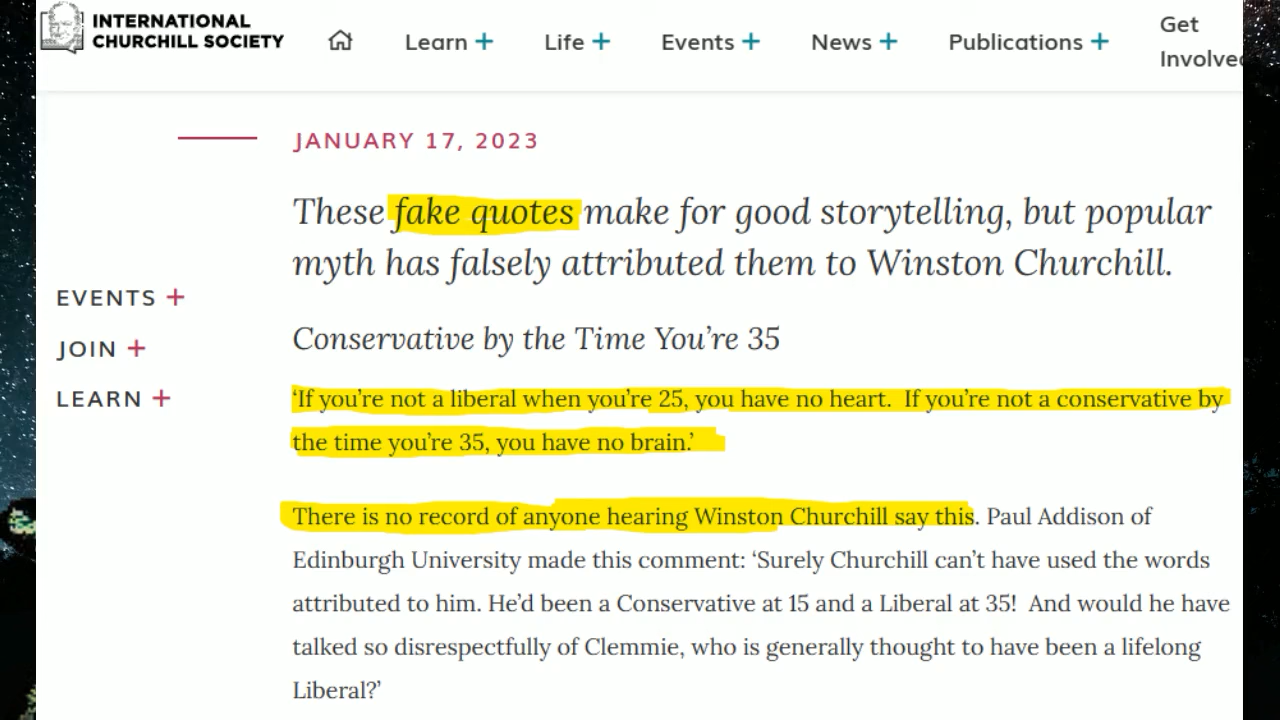 INTERNATIONAL
CHURCHILL SOCIETY
Learn +
Life +
Events +
News +
Publications +
Get
JANUARY 17, 2023
These fake quotes make for good storytelling, but popular
myth has falsely attributed them to Winston Churchill.
EVENTS +
JOIN +
LEARN +
Conservative by the Time You’re 35
‘If you’re not a liberal when you’re 25, you have no heart.  If you’re not a conservative by
the time you’re 35, you have no brain.’
There is no record of anyone hearing Winston Churchill say this. Paul Addison of
Edinburgh University made this comment: ‘Surely Churchill can’t have used the words
attributed to him. He’d been a Conservative at 15 and a Liberal at 35!  And would he have
talked so disrespectfully of Clemmie, who is generally thought to have been a lifelong
Liberal?’